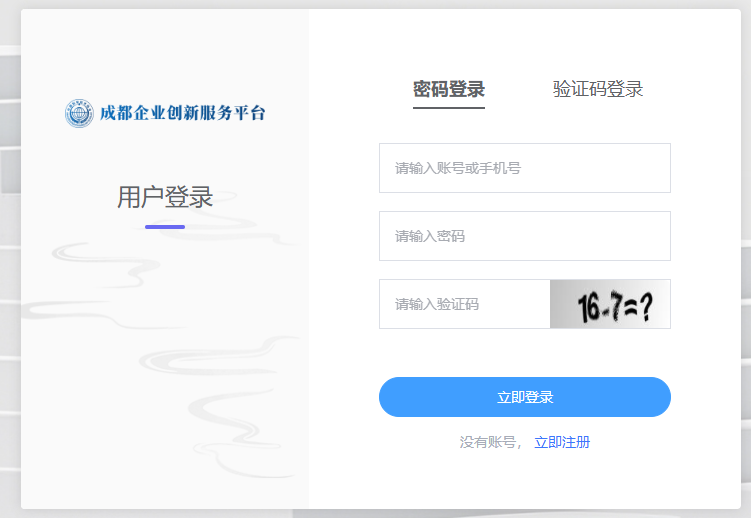 成都企业创新服务平台
用户登录
密码登录 验证码登录
请输入账号或手机号
请输入密码
请输入验证码 16-7=?
立即登录
没有账号， 立即注册